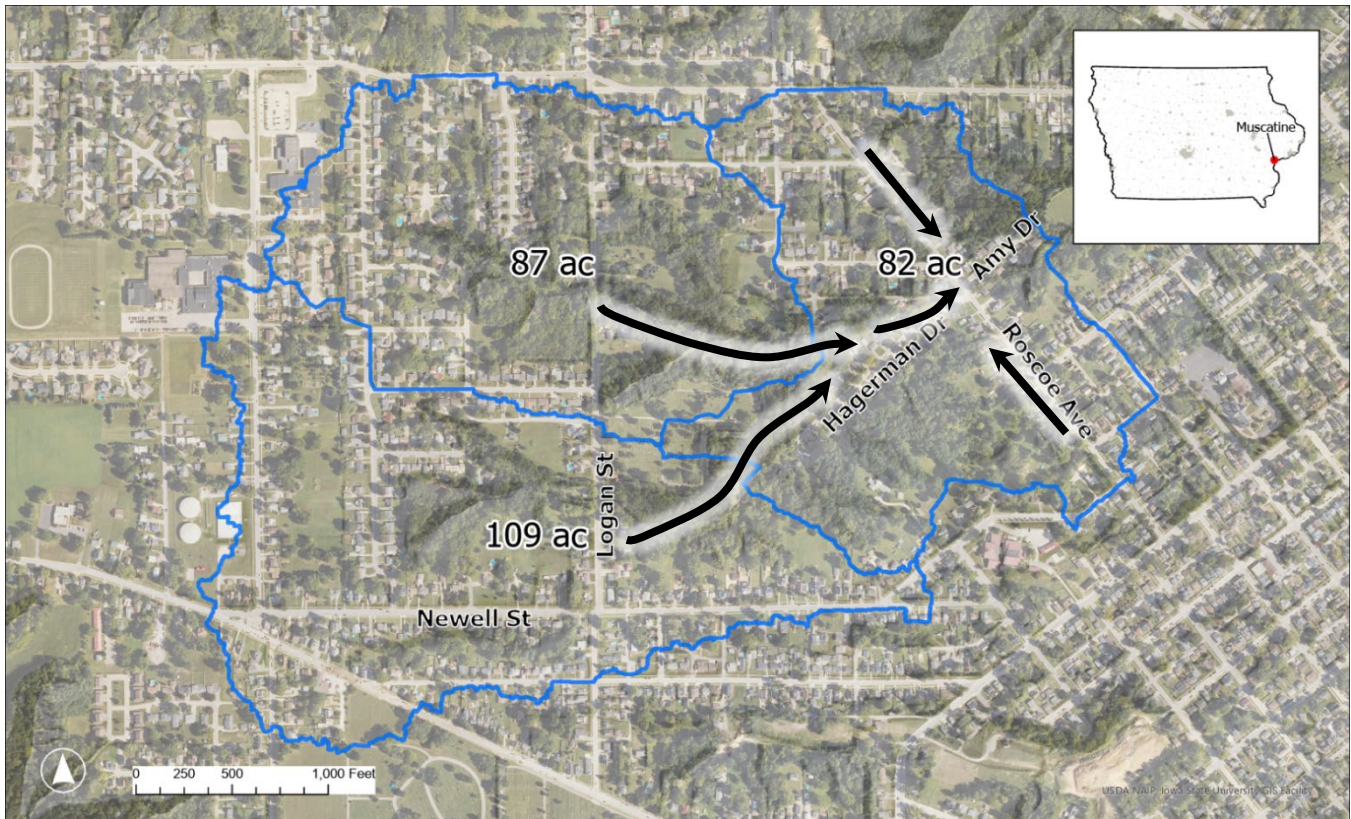 Muscatine
87 ac
82 ac
Amy Dr
Hagerman Dr
Roscoe Ave
Logan St
109 ac
Newell St
0 250 500 1,000 Feet
USDA NAIP, Iowa State University GIS Facility